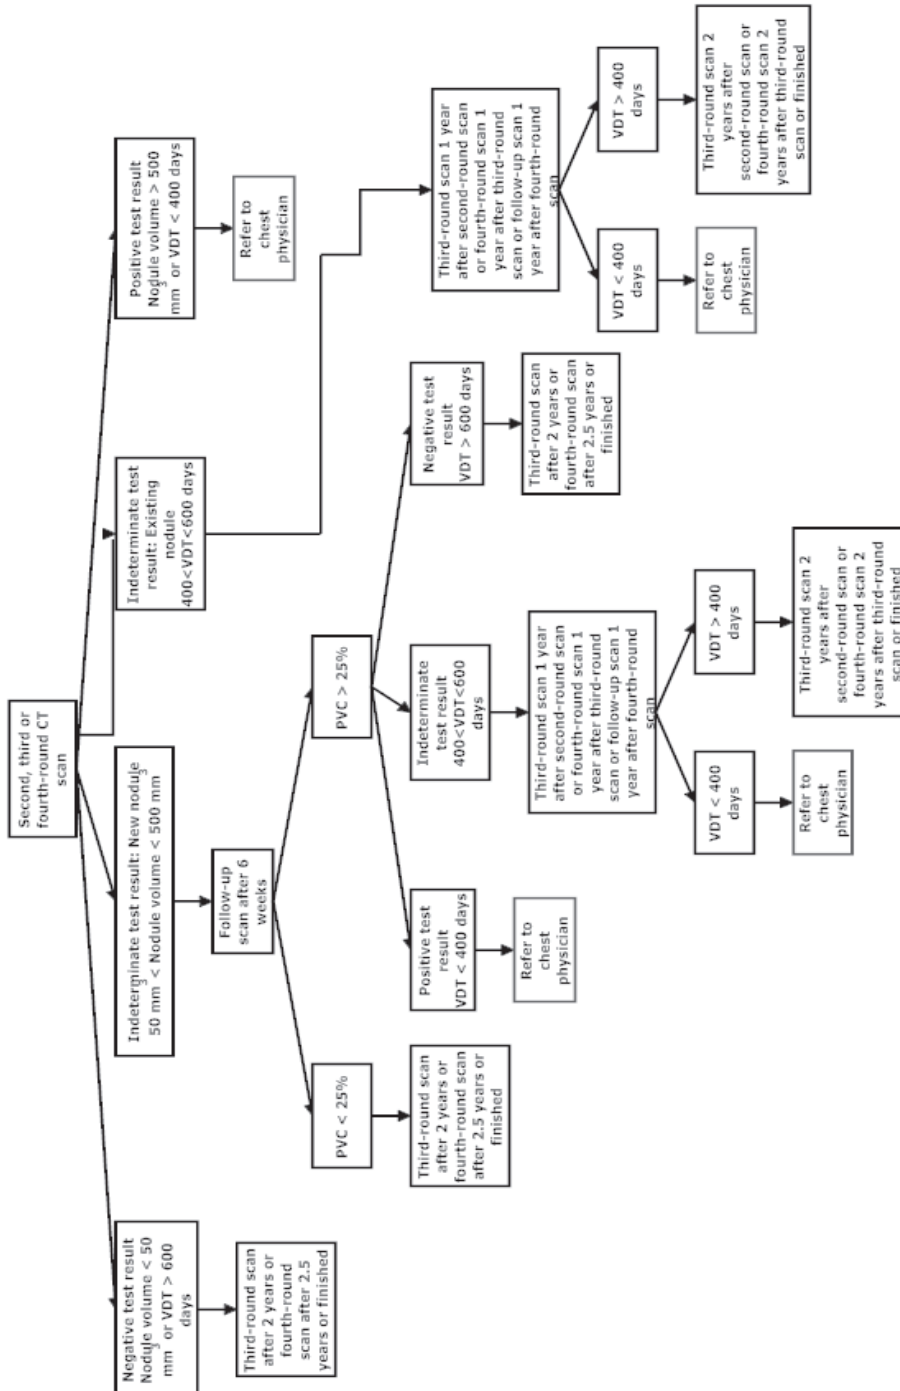 Second, third or
fourth-round CT
scan
Negative test result
Nodule volume < 50
mm³ or VDT > 600
days
Third-round scan
after 2 years or
fourth-round
scan after 2.5
years or finished
Indeterminate test result: New nodule
50 mm³ < Nodule volume < 500 mm³
Follow-up
scan after 6
weeks
PVC < 25%
Third-round scan
after 2 years or
fourth-round scan
after 2.5 years or
finished
PVC > 25%
Positive test
result
VDT < 400 days
Refer to
chest
physician
Indeterminate
test result
400<VDT<600
days
Third-round scan 1 year
after second-round scan
or fourth-round scan 1
year after third-round
scan or follow-up scan 1
year after fourth-round
scan
VDT < 400
days
Refer to
chest
physician
VDT > 400
days
Third-round scan 2
years after
second-round scan or
fourth-round scan 2
years after third-round
scan or finished
Negative test
result
VDT > 600 days
Third-round scan
after 2 years or
fourth-round scan
after 2.5 years or
finished
Indeterminate test
result: Existing
nodule
400<VDT<600 days
Third-round scan 1 year
after second-round scan
or fourth-round scan 1
year after third-round
scan or follow-up scan 1
year after fourth-round
scan
VDT < 400
days
Refer to
chest
physician
VDT > 400
days
Third-round scan 2
years after
second-round scan or
fourth-round scan 2
years after third-round
scan or finished
Positive test result
Nodule volume > 500
mm³ or VDT < 400 days
Refer to
chest
physician